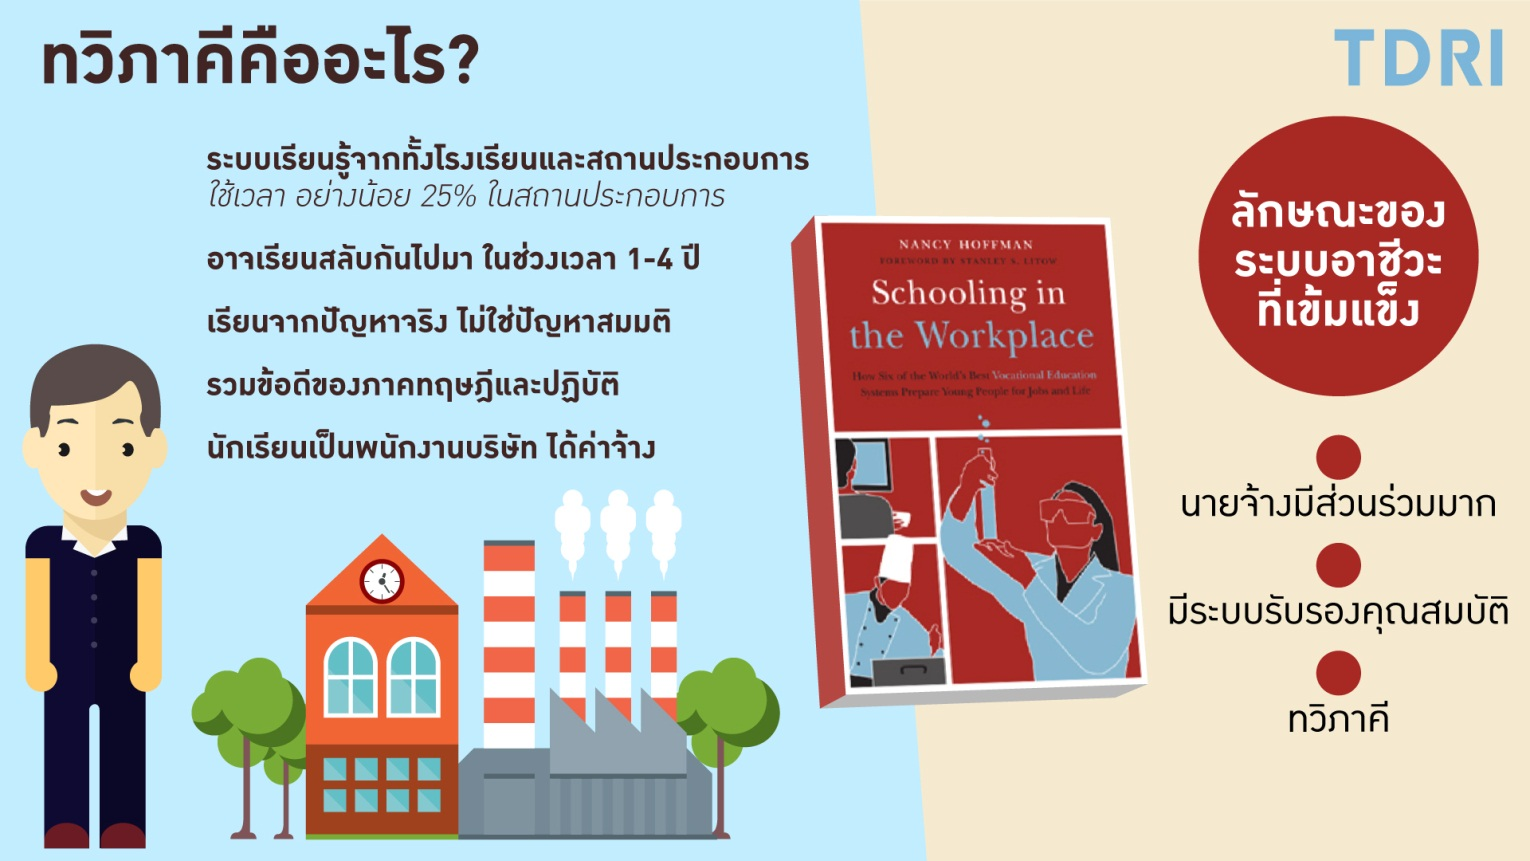 ทวิภาคีคืออะไร?
ระบบเรียนรู้จากทั้งโรงเรียนและสถานประกอบการ
ใช้เวลา อย่างน้อย 25% ในสถานประกอบการ
อาจเรียนสลับกันไปมา ในช่วงเวลา 1-4 ปี
เรียนจากปัญหาจริง ไม่ใช่ปัญหาสมมติ
รวมข้อดีของภาคทฤษฎีและปฏิบัติ
นักเรียนเป็นพนักงานบริษัท ได้ค่าจ้าง
NANCY HOFFMAN
FOREWORD BY STANLEY S. LITOW
Schooling in
the Workplace
How Six of the World's Best Vocational Education
Systems Prepare Young People for Jobs and Life
TDRI
ลักษณะของ
ระบบอาชีวะ
ที่เข้มแข็ง
นายจ้างมีส่วนร่วมมาก
มีระบบรับรองคุณสมบัติ
ทวิภาคี